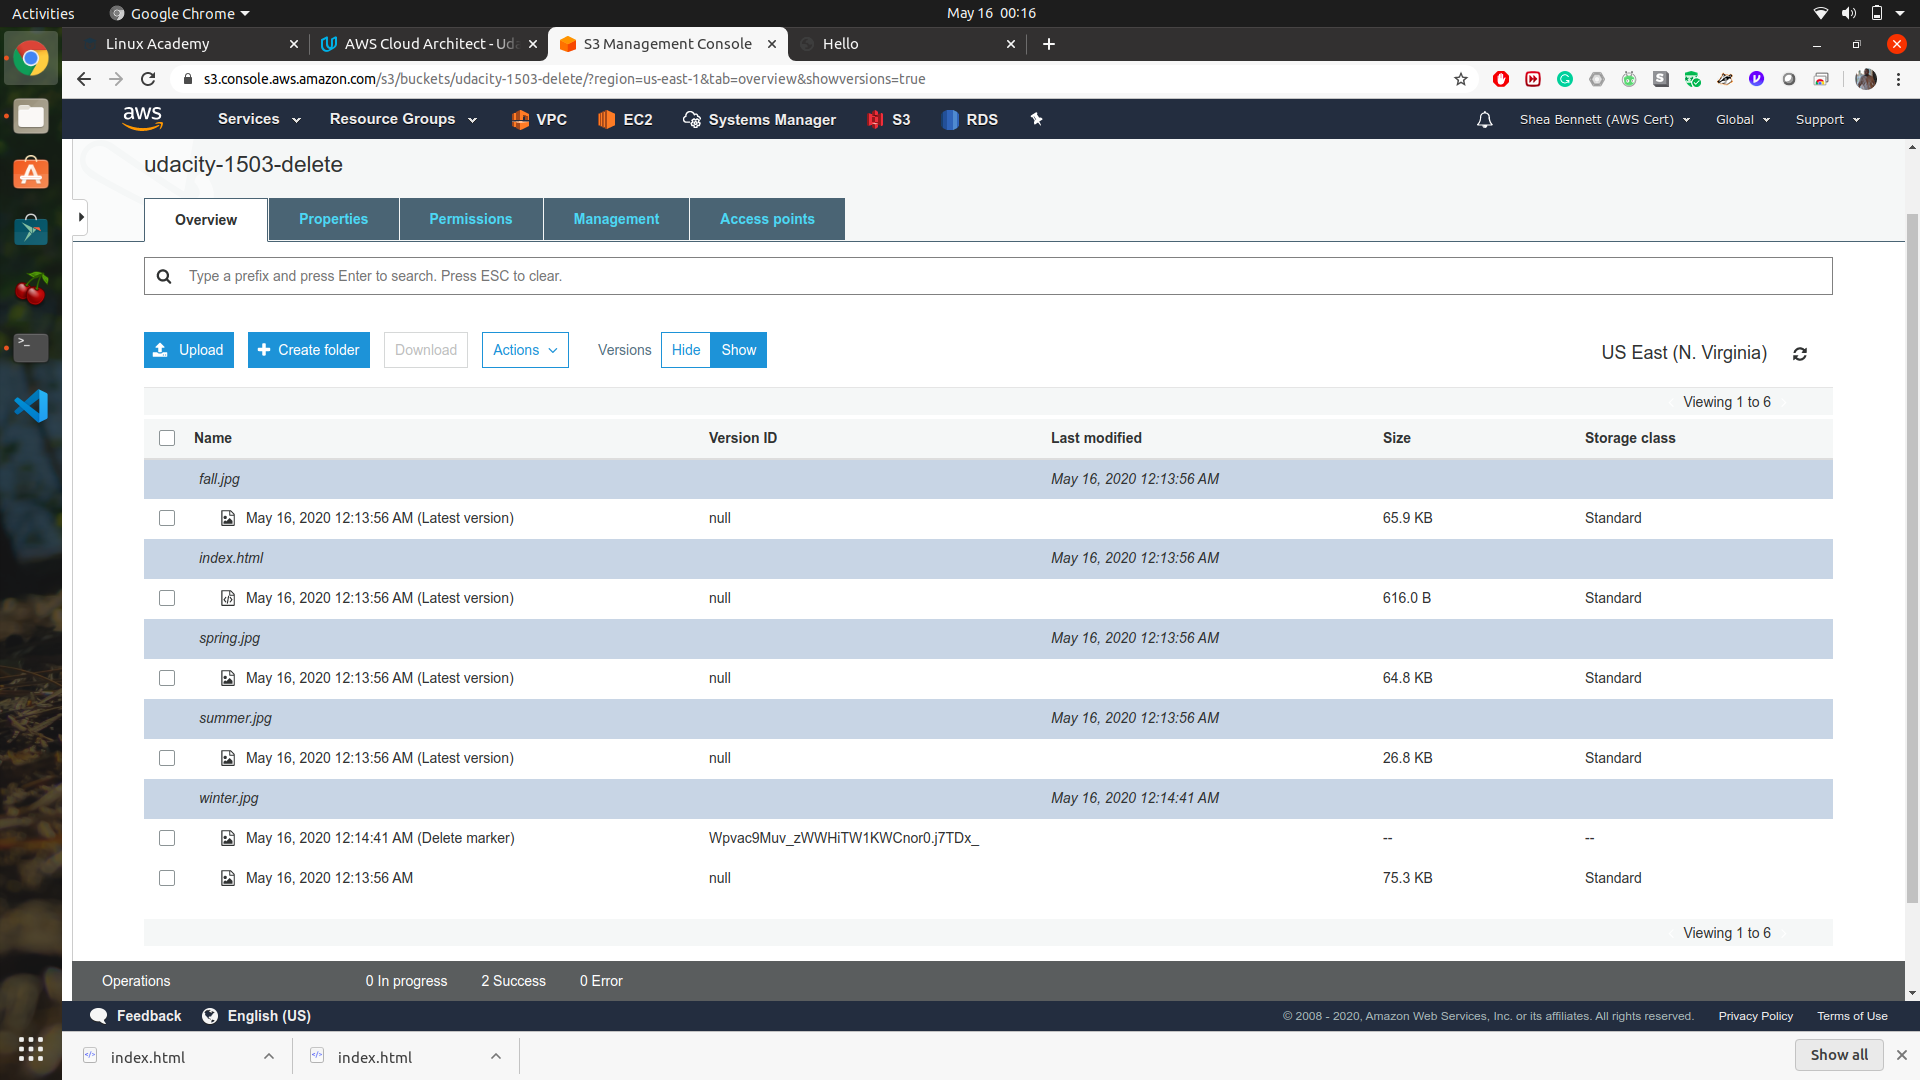 Activities Google Chrome May 16 00:16
Linux Academy AWS Cloud Architect - Uda S3 Management Console Hello
s3.console.aws.amazon.com/s3/buckets/udacity-1503-delete/?region=us-east-1&tab=overview&showversions=true
aws Services Resource Groups VPC EC2 Systems Manager S3 RDS Shea Bennett (AWS Cert) Global Support
udacity-1503-delete
Overview Properties Permissions Management Access points
Type a prefix and press Enter to search. Press ESC to clear.
Upload Create folder Download Actions Versions Hide Show US East (N. Virginia)
Viewing 1 to 6
Name Version ID Last modified Size Storage class
fall.jpg May 16, 2020 12:13:56 AM
May 16, 2020 12:13:56 AM (Latest version) null 65.9 KB Standard
index.html May 16, 2020 12:13:56 AM
May 16, 2020 12:13:56 AM (Latest version) null 616.0 B Standard
spring.jpg May 16, 2020 12:13:56 AM
May 16, 2020 12:13:56 AM (Latest version) null 64.8 KB Standard
summer.jpg May 16, 2020 12:13:56 AM
May 16, 2020 12:13:56 AM (Latest version) null 26.8 KB Standard
winter.jpg May 16, 2020 12:14:41 AM
May 16, 2020 12:14:41 AM (Delete marker) Wpvac9Muv_zWWHiTW1KWCnor0.j7TDx_ -- --
May 16, 2020 12:13:56 AM null 75.3 KB Standard
Viewing 1 to 6
Operations 0 In progress 2 Success 0 Error
Feedback English (US) © 2008 - 2020, Amazon Web Services, Inc. or its affiliates. All rights reserved. Privacy Policy Terms of Use
index.html index.html Show all